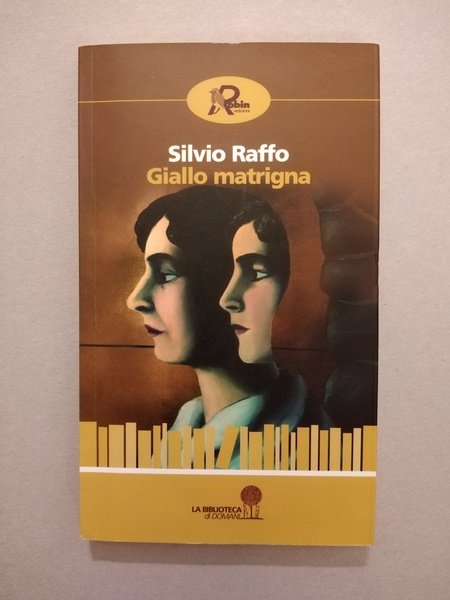 Robin
edizioni
Silvio Raffo
Giallo matrigna
LA BIBLIOTECA
di DOMANI